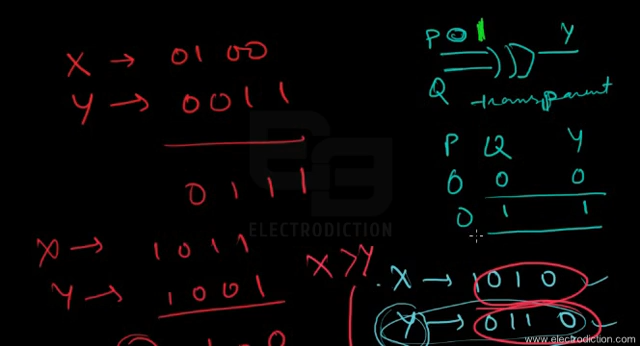 X → 0100
Y → 0011
0111
X → 1011
Y → 1001
P 0 1 Y
Q
transparent
P Q Y
0 0 0
0 1 1
X > Y
X → 1010
Y → 0110
ELECTRODICTION
www.electrodiction.com